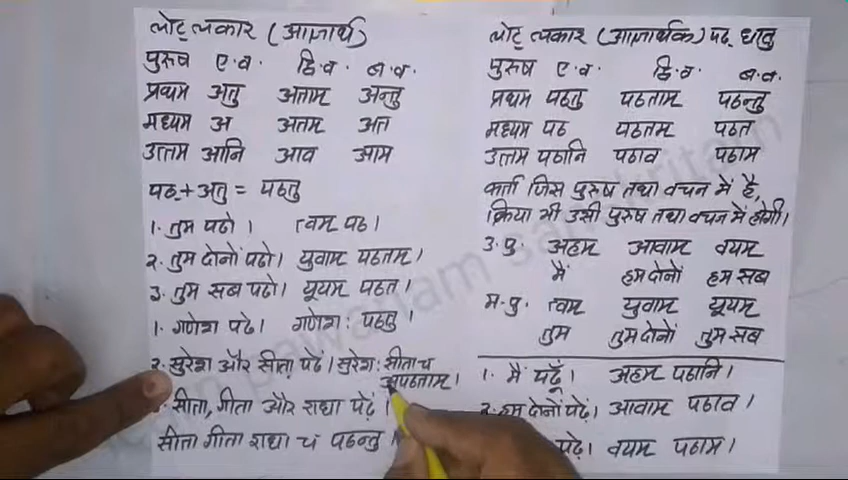 लोट् लकार (आज्ञार्थ)
पुरुष ए.व. द्वि.व. ब.व.
प्रथम अतु अताम् अन्तु
मध्यम अ अतम् अत
उत्तम आनि आव आम
पठ् + अतु = पठतु
1. तुम पढो। त्वम् पठ।
2. तुम दोनों पढो। युवाम् पठतम्।
3. तुम सब पढो। यूयम् पठत।
1. गणेश पढे। गणेश: पठतु।
2. सुरेश और सीता पढें। सुरेश: सीता च
पठताम्।
सीता, गीता और राधा पढ़ें।
सीता गीता राधा च पठन्तु।
लोट् लकार (आज्ञार्थक) पठ् धातु
पुरुष ए.व. द्वि.व. ब.व.
प्रथम पठतु पठताम् पठन्तु
मध्यम पठ पठतम् पठत
उत्तम पठानि पठाव पठाम
कर्ता जिस पुरुष तथा वचन में है,
क्रिया भी उसी पुरुष तथा वचन में होगी।
उ.पु. अहम् आवाम् वयम्
मैं हम दोनों हम सब
म.पु. त्वम् युवाम् यूयम्
तुम तुम दोनों तुम सब
1. मैं पढूँ। अहम् पठानि।
2. हम दोनों पढ़ें। आवाम् पठाव।
पढ़ें। वयम् पठाम।